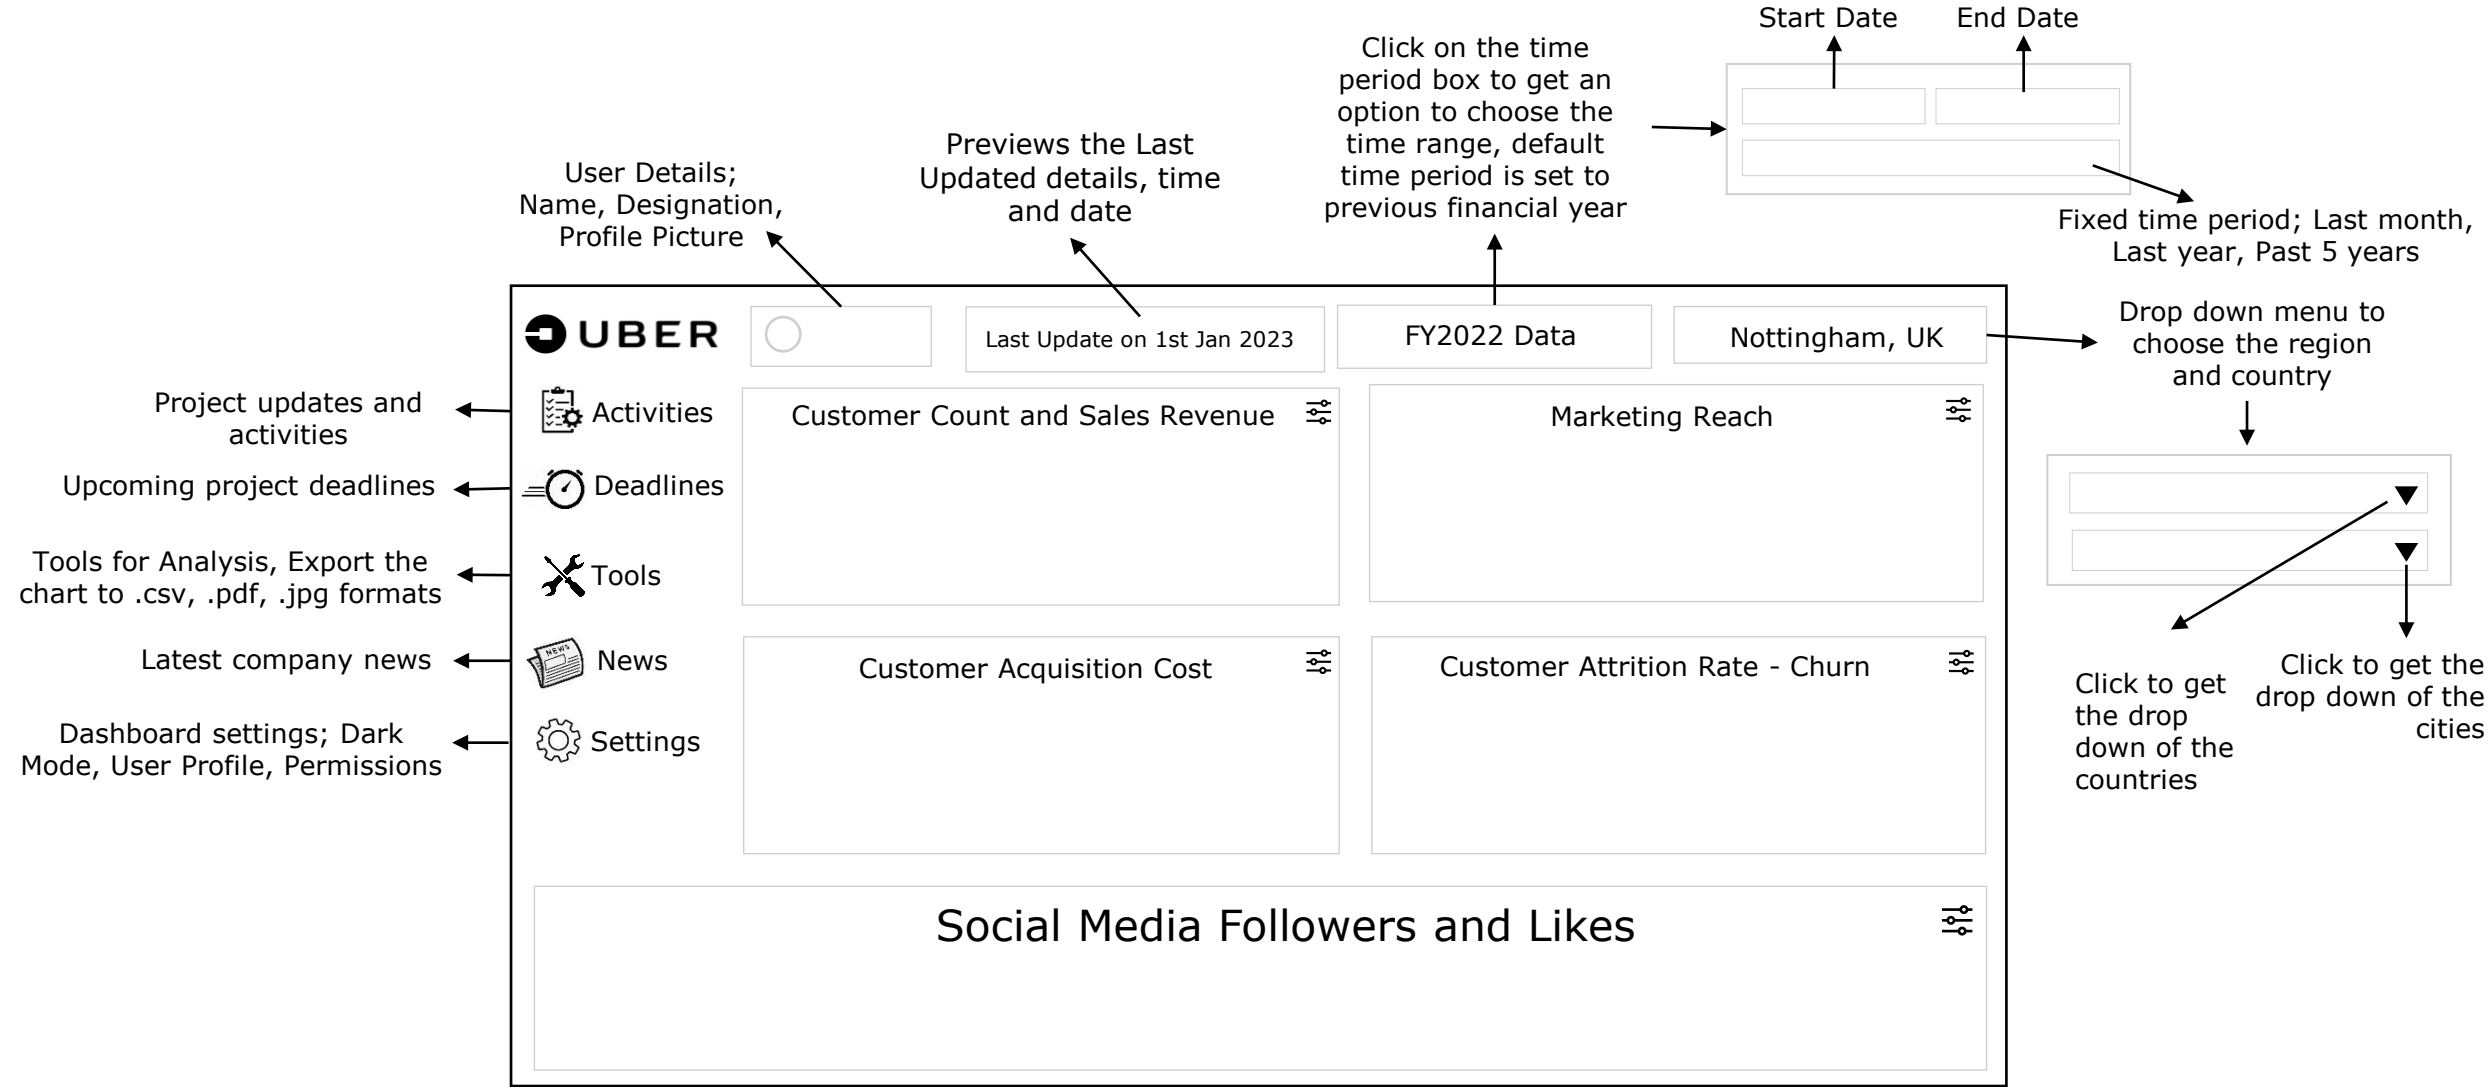 Start Date
End Date
Click on the time
period box to get an
option to choose the
time range, default
time period is set to
previous financial year
Previews the Last
Updated details, time
and date
User Details;
Name, Designation,
Profile Picture
Fixed time period; Last month,
Last year, Past 5 years
UBER
Last Update on 1st Jan 2023
FY2022 Data
Nottingham, UK
Drop down menu to
choose the region
and country
Project updates and
activities
Activities
Customer Count and Sales Revenue
Marketing Reach
Upcoming project deadlines
Deadlines
Tools for Analysis, Export the
chart to .csv, .pdf, .jpg formats
Tools
Latest company news
NEWS
News
Customer Acquisition Cost
Customer Attrition Rate - Churn
Click to get
the drop
down of the
countries
Click to get the
drop down of the
cities
Dashboard settings; Dark
Mode, User Profile, Permissions
Settings
Social Media Followers and Likes